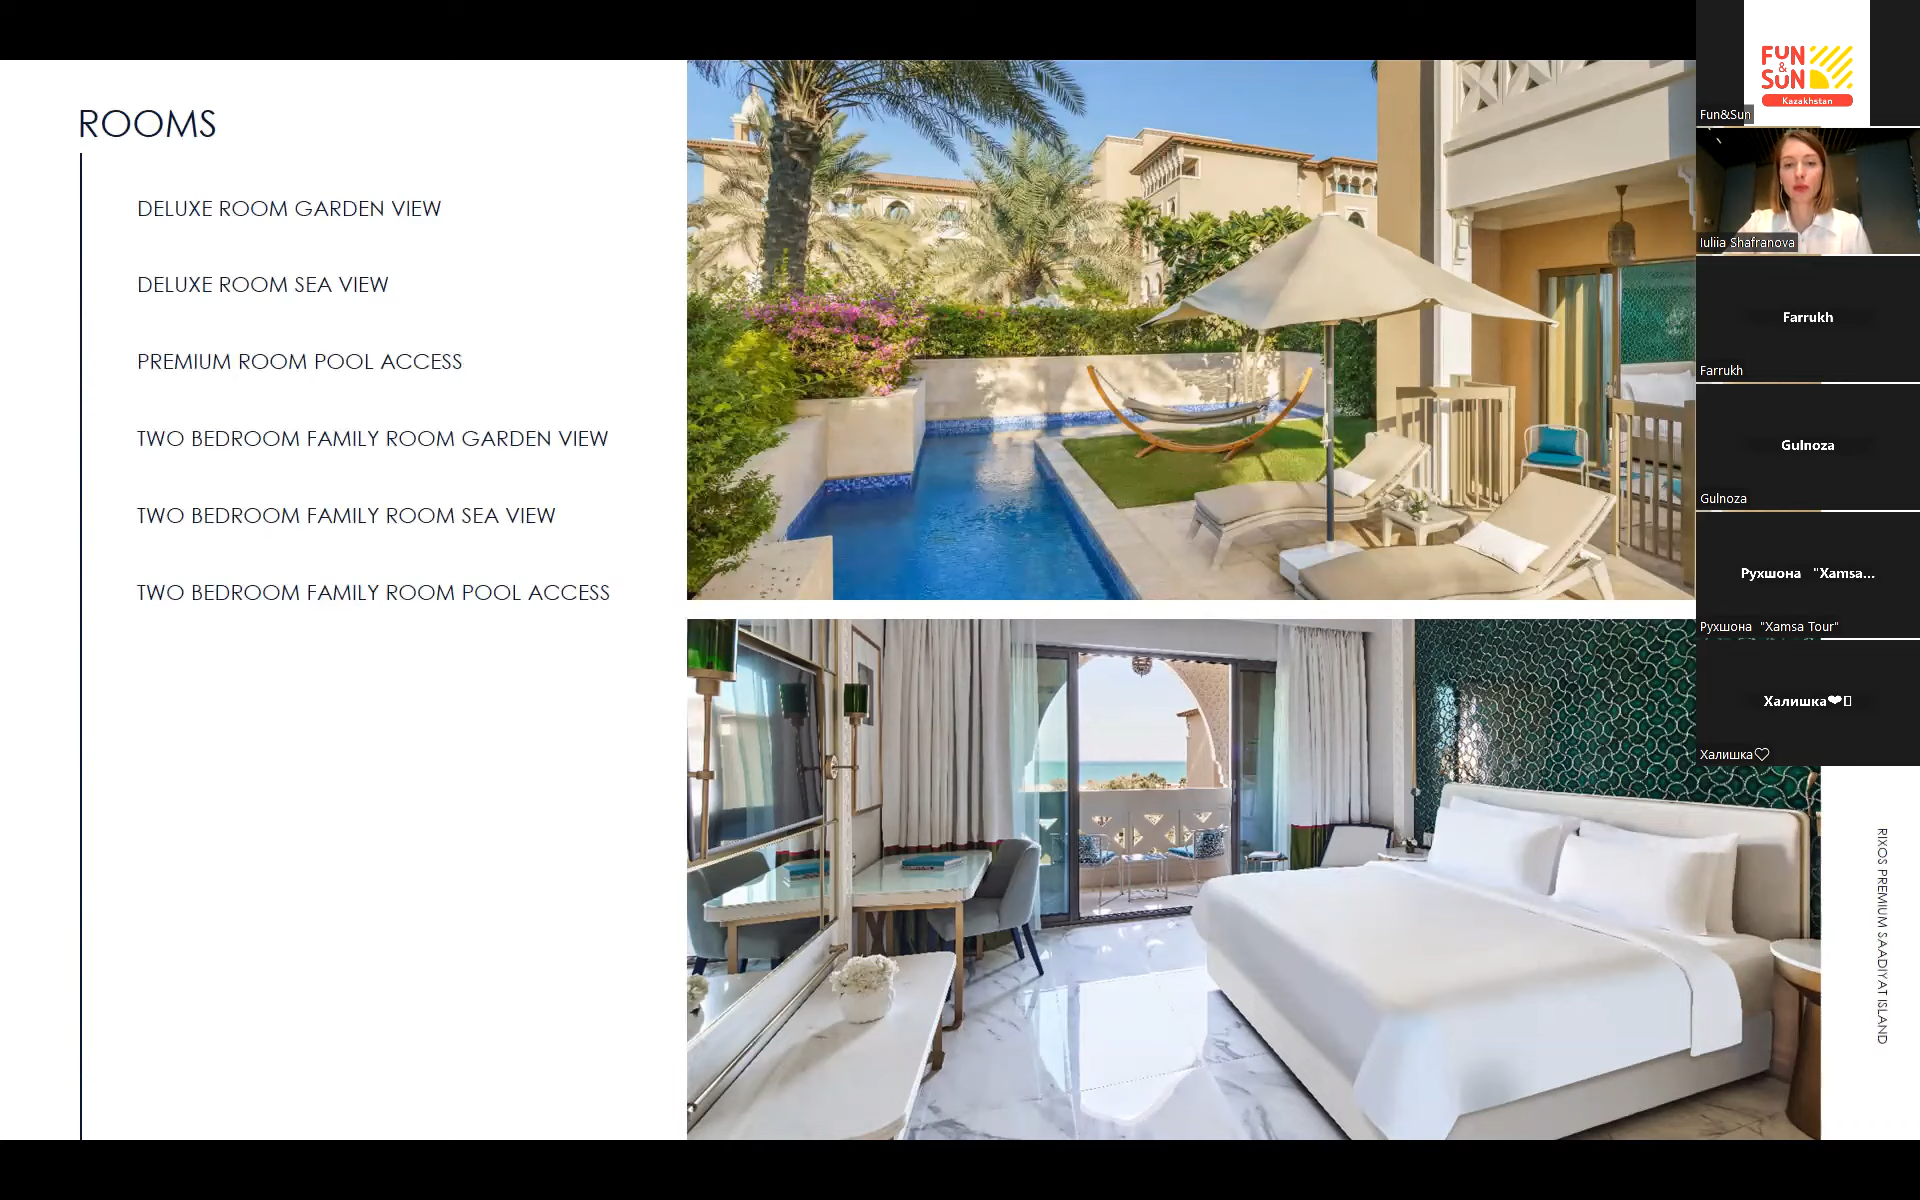 ROOMS
DELUXE ROOM GARDEN VIEW
DELUXE ROOM SEA VIEW
PREMIUM ROOM POOL ACCESS
TWO BEDROOM FAMILY ROOM GARDEN VIEW
TWO BEDROOM FAMILY ROOM SEA VIEW
TWO BEDROOM FAMILY ROOM POOL ACCESS
FUN
&
SUN
Kazakhstan
Fun&Sun
Iuliia Shafranova
Farrukh
Farrukh
Gulnoza
Gulnoza
Рухшона "Xamsa...
Рухшона "Xamsa Tour"
Халишка❤▯
Халишка♡
RIXOS PREMIUM SAADIYAT ISLAND